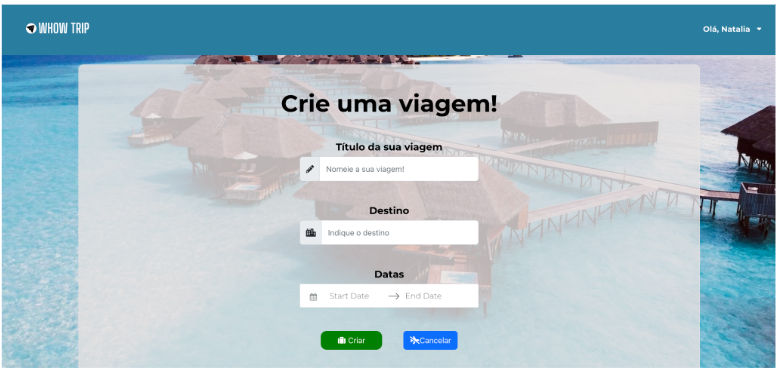 WHOW TRIP
Olá, Natalia
Crie uma viagem!
Título da sua viagem
Nomeie a sua viagem!
Destino
Indique o destino
Datas
Start Date → End Date
Criar
Cancelar